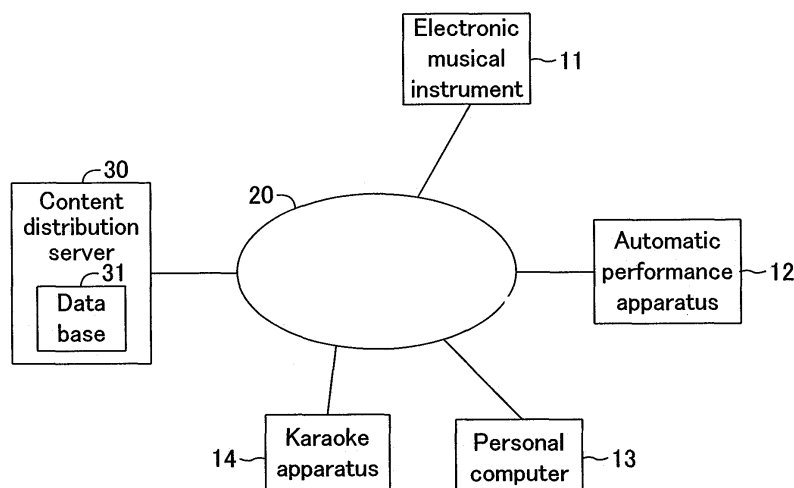 Electronic
musical
instrument
11
30
Content
distribution
server
31
Data
base
20
Automatic
performance
apparatus
12
14
Karaoke
apparatus
Personal
computer
13